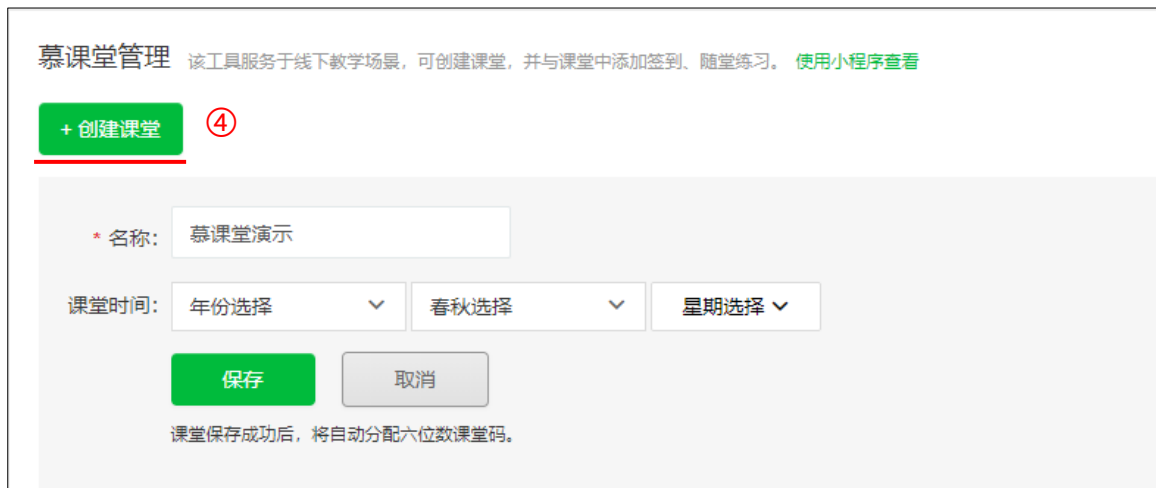 慕课堂管理 该工具服务于线下教学场景，可创建课堂，并与课堂中添加签到、随堂练习。 使用小程序查看
+ 创建课堂 ④
* 名称： 慕课堂演示
课堂时间： 年份选择 春秋选择 星期选择
保存 取消
课堂保存成功后，将自动分配六位数课堂码。